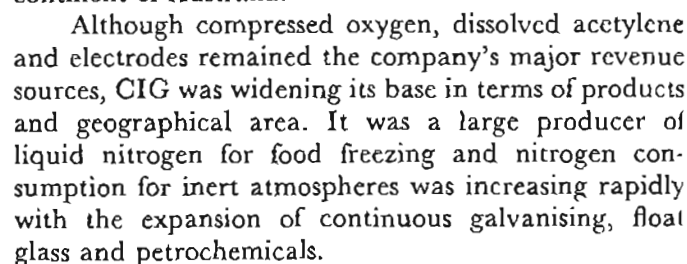 Although compressed oxygen, dissolved acetylene
and electrodes remained the company's major revenue
sources, CIG was widening its base in terms of products
and geographical area. It was a large producer of
liquid nitrogen for food freezing and nitrogen con-
sumption for inert atmospheres was increasing rapidly
with the expansion of continuous galvanising, float
glass and petrochemicals.